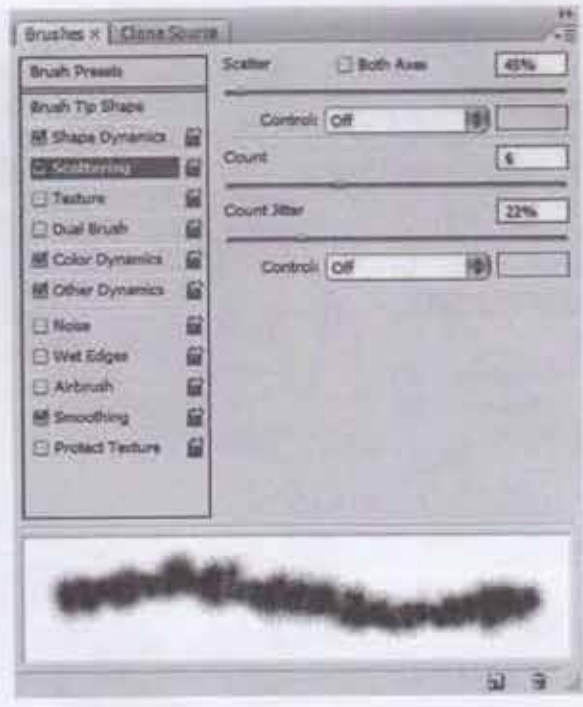 Brushes × Clone Source
Brush Presets
Brush Tip Shape
Shape Dynamics
Scattering
Texture
Dual Brush
Color Dynamics
Other Dynamics
Noise
Wet Edges
Airbrush
Smoothing
Protect Texture
Scatter Both Axes 45%
Control: Off
Count 6
Count Jitter 22%
Control: Off